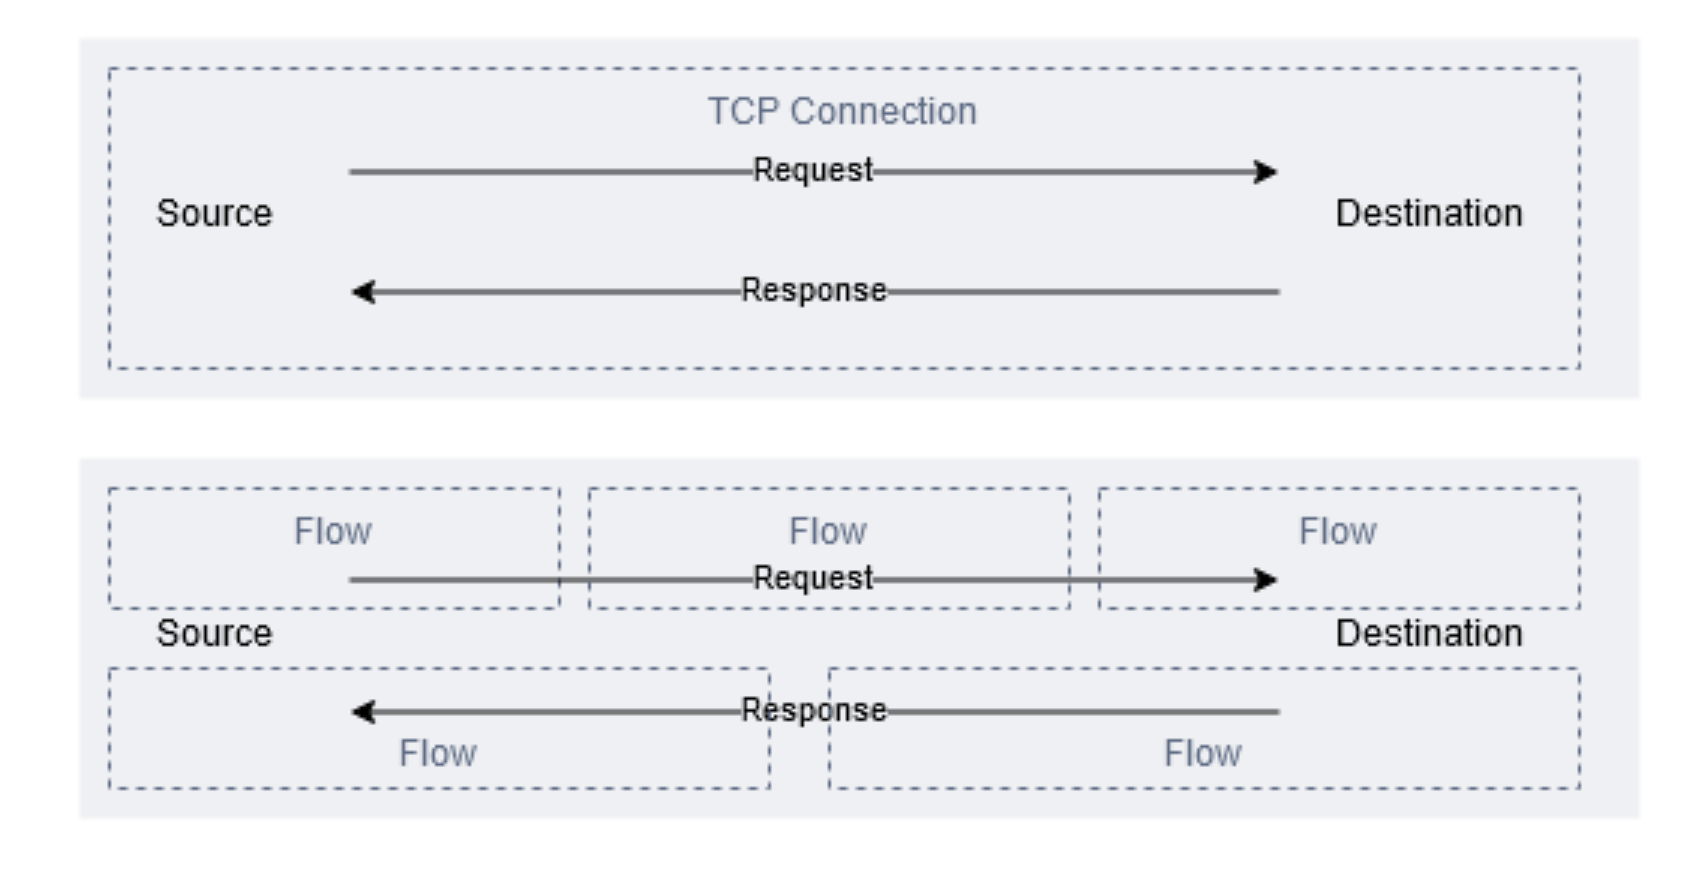 TCP Connection
Request
Source
Destination
Response
Flow
Flow
Flow
Request
Source
Destination
Response
Flow
Flow